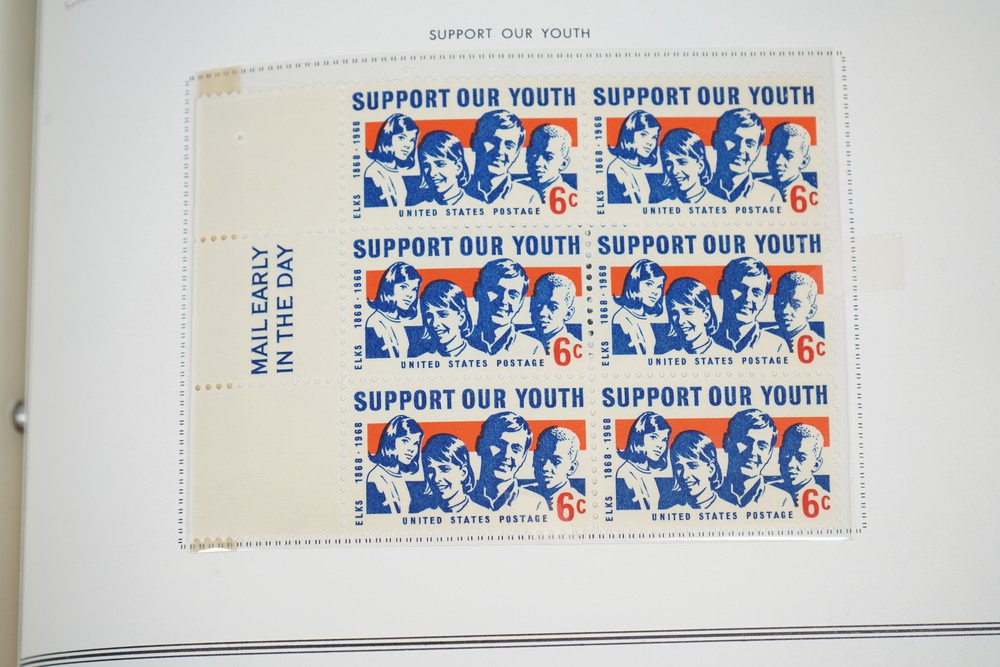 SUPPORT OUR YOUTH
SUPPORT OUR YOUTH
ELKS 1868 · 1968
UNITED STATES POSTAGE
6c
SUPPORT OUR YOUTH
ELKS 1868 · 1968
UNITED STATES POSTAGE
6c
MAIL EARLY
IN THE DAY
SUPPORT OUR YOUTH
ELKS 1868 · 1968
UNITED STATES POSTAGE
6c
SUPPORT OUR YOUTH
ELKS 1868 · 1968
UNITED STATES POSTAGE
6c
SUPPORT OUR YOUTH
ELKS 1868 · 1968
UNITED STATES POSTAGE
6c
SUPPORT OUR YOUTH
ELKS 1868 · 1968
UNITED STATES POSTAGE
6c